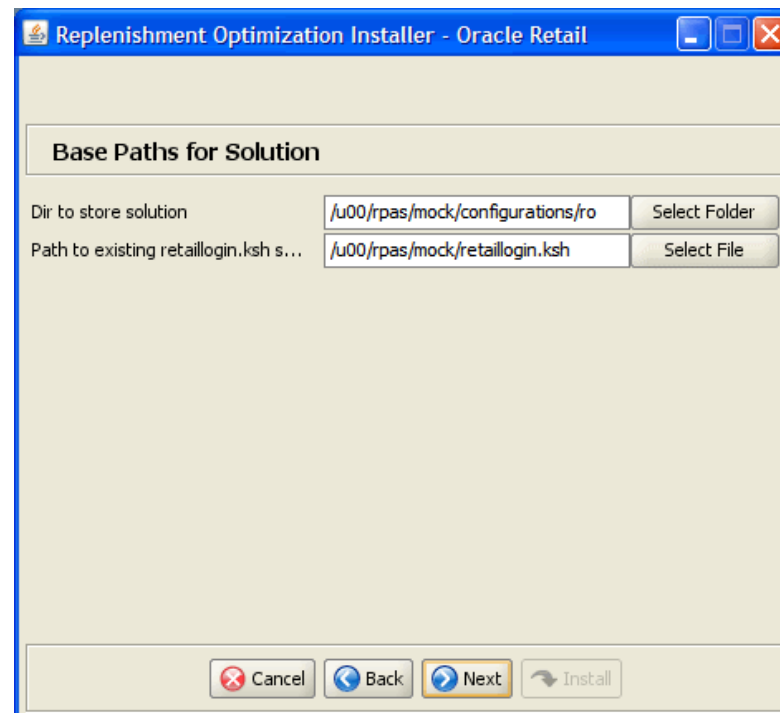 Replenishment Optimization Installer - Oracle Retail
Base Paths for Solution
Dir to store solution /u00/rpas/mock/configurations/ro Select Folder
Path to existing retaillogin.ksh s... /u00/rpas/mock/retaillogin.ksh Select File
Cancel Back Next Install